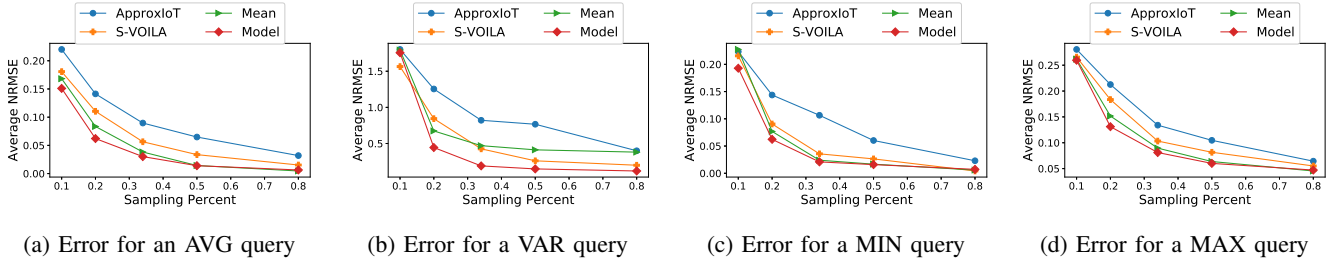 ApproxIoT Mean
S-VOILA Model
Average NRMSE
0.20
0.15
0.10
0.05
0.00
0.1 0.2 0.3 0.4 0.5 0.6 0.7 0.8
Sampling Percent
(a) Error for an AVG query
ApproxIoT Mean
S-VOILA Model
Average NRMSE
1.5
1.0
0.5
0.1 0.2 0.3 0.4 0.5 0.6 0.7 0.8
Sampling Percent
(b) Error for a VAR query
ApproxIoT Mean
S-VOILA Model
Average NRMSE
0.20
0.15
0.10
0.05
0.00
0.1 0.2 0.3 0.4 0.5 0.6 0.7 0.8
Sampling Percent
(c) Error for a MIN query
ApproxIoT Mean
S-VOILA Model
Average NRMSE
0.25
0.20
0.15
0.10
0.05
0.1 0.2 0.3 0.4 0.5 0.6 0.7 0.8
Sampling Percent
(d) Error for a MAX query